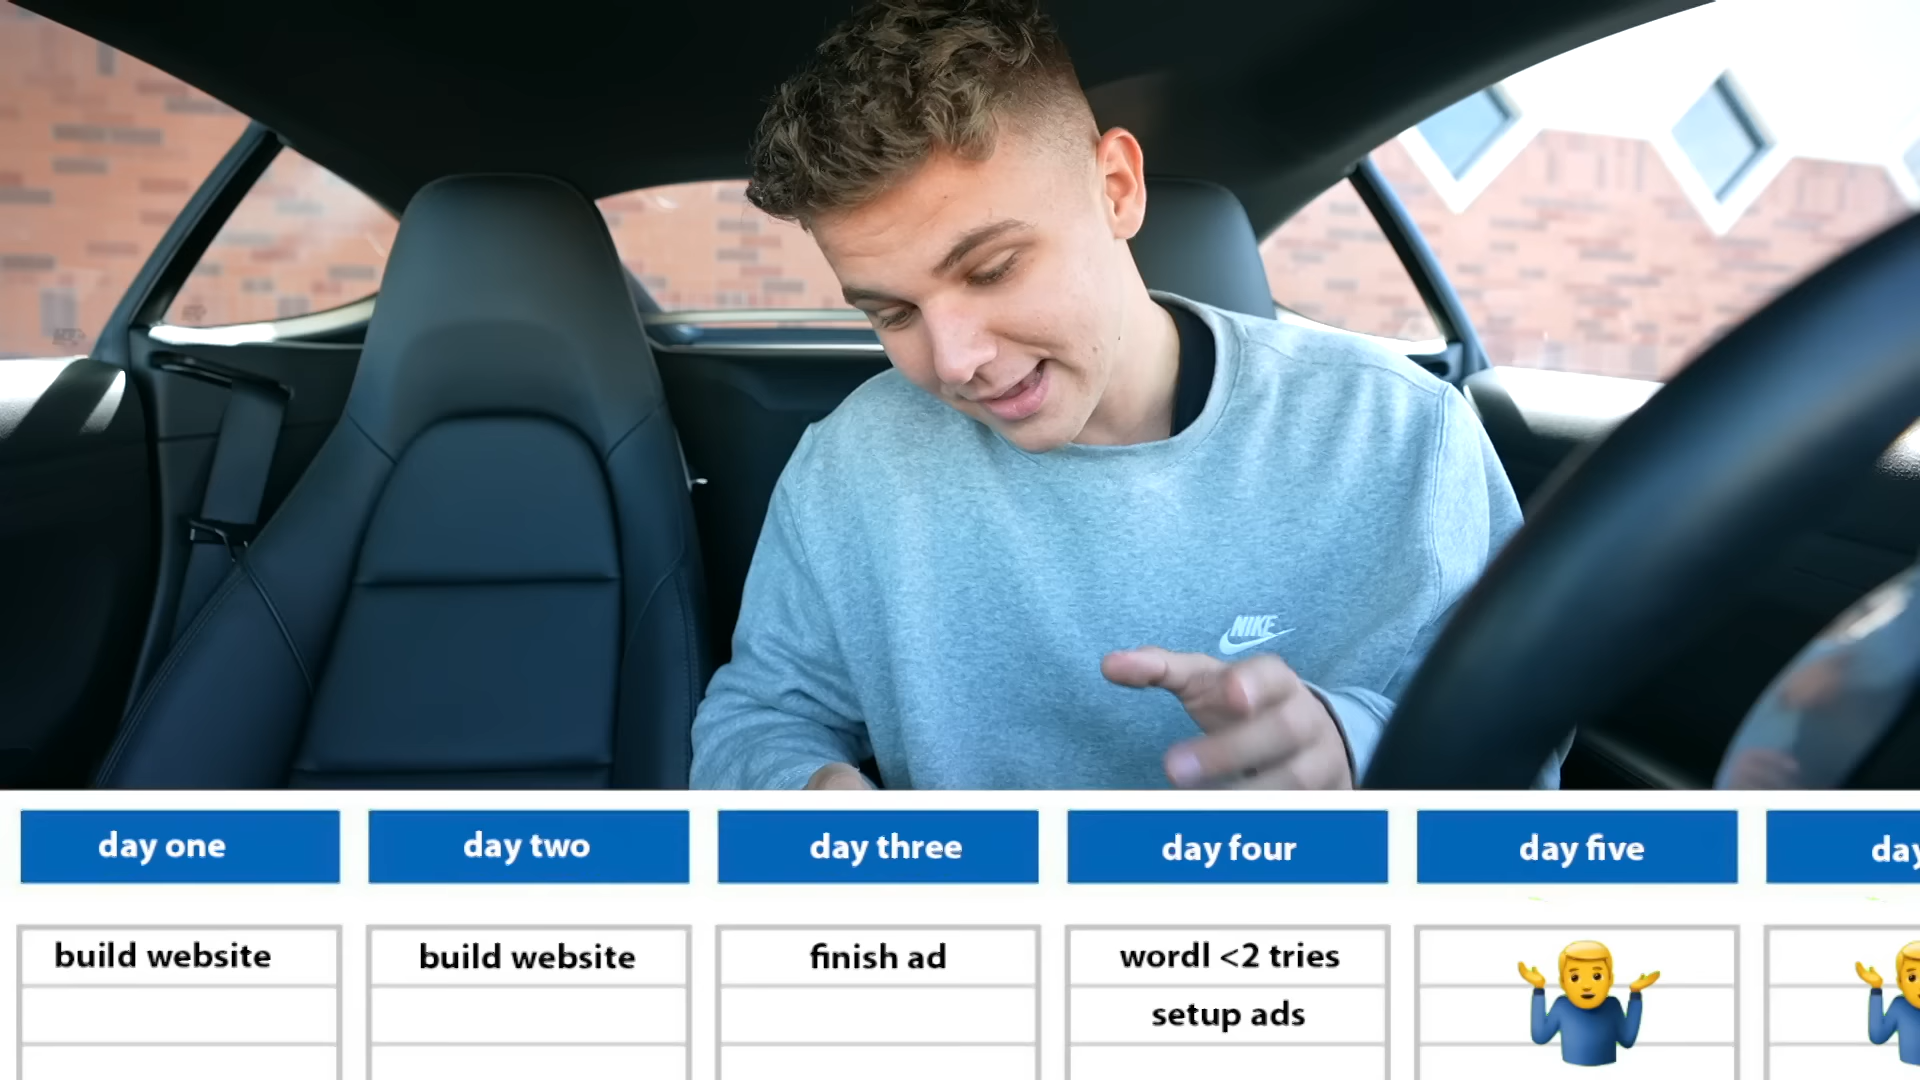 NIKE
day one
day two
day three
day four
day five
day
build website
build website
finish ad
wordl <2 tries
setup ads